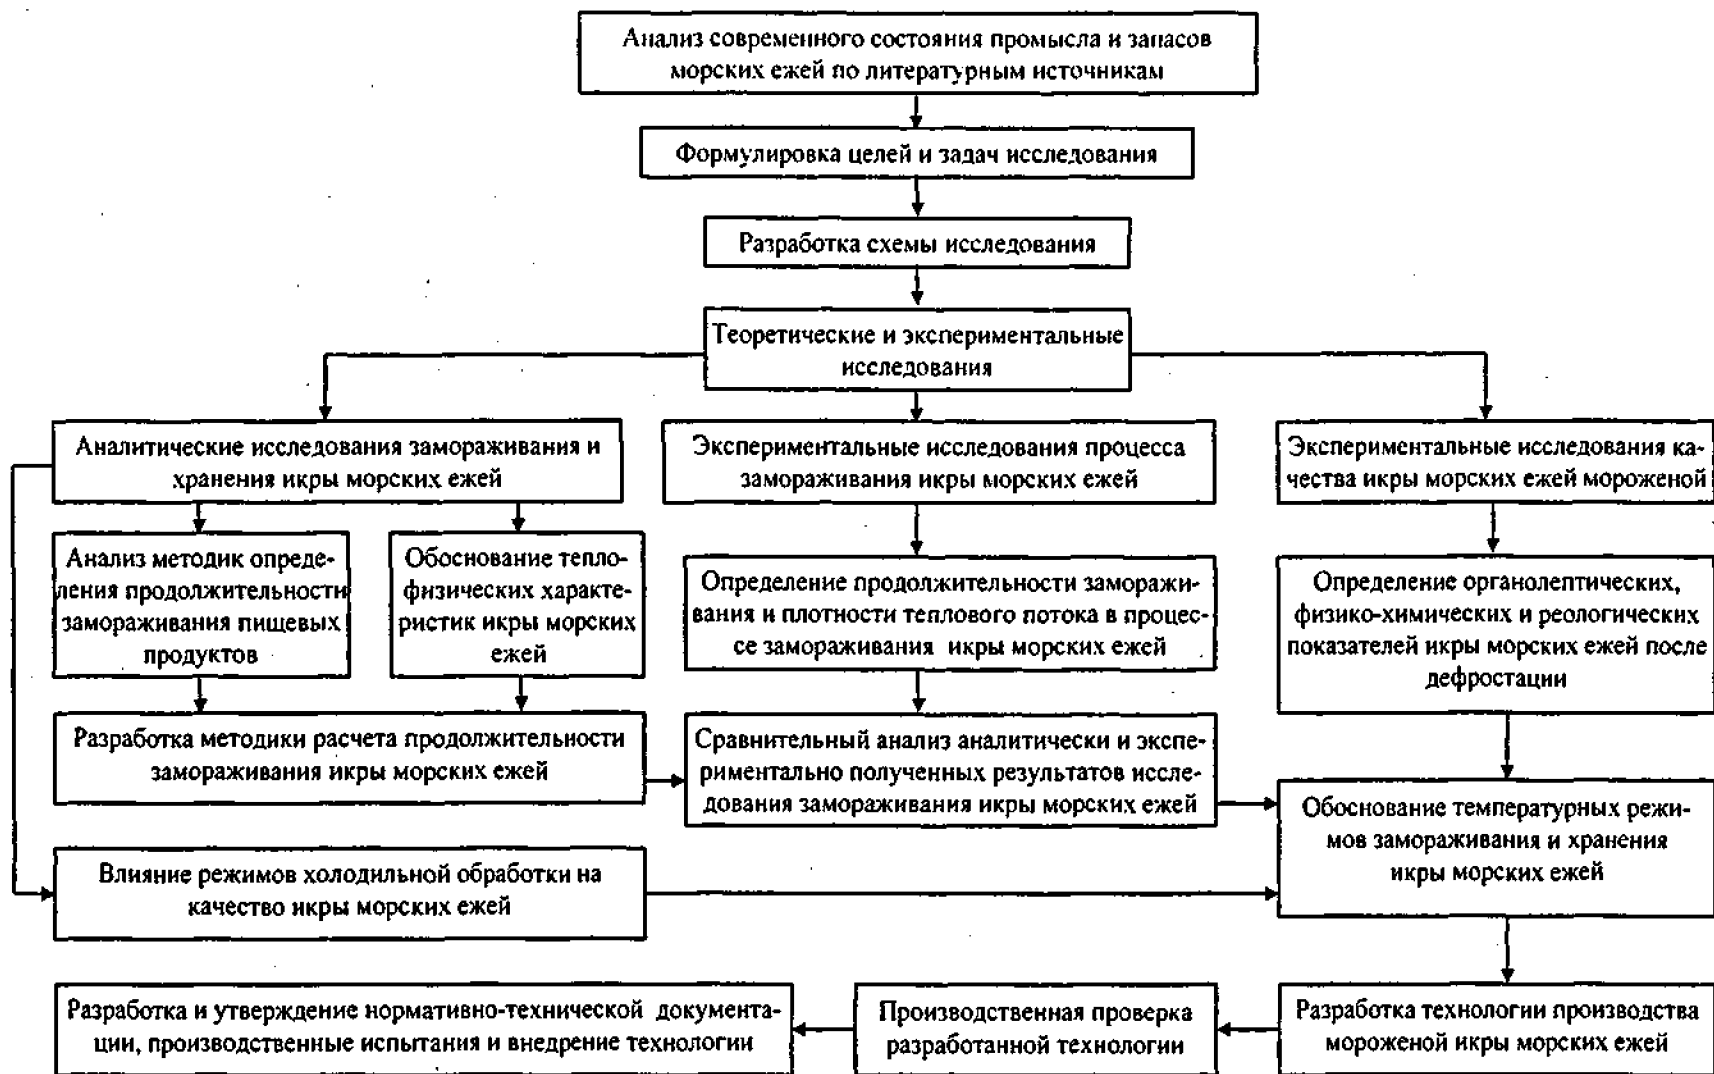 Анализ современного состояния промысла и запасов
морских ежей по литературным источникам
Формулировка целей и задач исследования
Разработка схемы исследования
Теоретические и экспериментальные
исследования
Аналитические исследования замораживания и
хранения икры морских ежей
Экспериментальные исследования процесса
замораживания икры морских ежей
Экспериментальные исследования ка-
чества икры морских ежей мороженой
Анализ методик опреде-
ления продолжительности
замораживания пищевых
продуктов
Обоснование тепло-
физических характе-
ристик икры морских
ежей
Определение продолжительности заморажи-
вания и плотности теплового потока в процес-
се замораживания икры морских ежей
Определение органолептических,
физико-химических и реологических
показателей икры морских ежей после
дефростации
Разработка методики расчета продолжительности
замораживания икры морских ежей
Сравнительный анализ аналитически и экспе-
риментально полученных результатов иссле-
дования замораживания икры морских ежей
Обоснование температурных режи-
мов замораживания и хранения
икры морских ежей
Влияние режимов холодильной обработки на
качество икры морских ежей
Разработка и утверждение нормативно-технической документа-
ции, производственные испытания и внедрение технологии
Производственная проверка
разработанной технологии
Разработка технологии производства
мороженой икры морских ежей